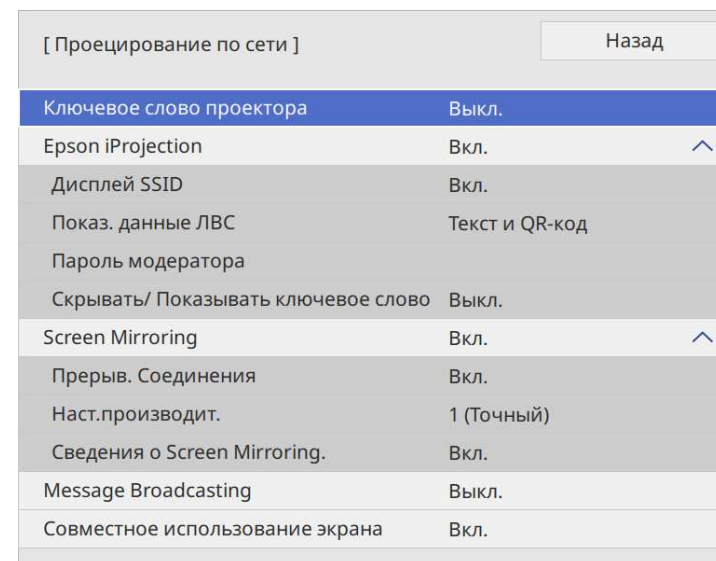 [ Проецирование по сети ] Назад
Ключевое слово проектора Выкл.
Epson iProjection Вкл.
Дисплей SSID Вкл.
Показ. данные ЛВС Текст и QR-код
Пароль модератора
Скрывать/ Показывать ключевое слово Выкл.
Screen Mirroring Вкл.
Прерыв. Соединения Вкл.
Наст.производит. 1 (Точный)
Сведения о Screen Mirroring. Вкл.
Message Broadcasting Выкл.
Совместное использование экрана Вкл.